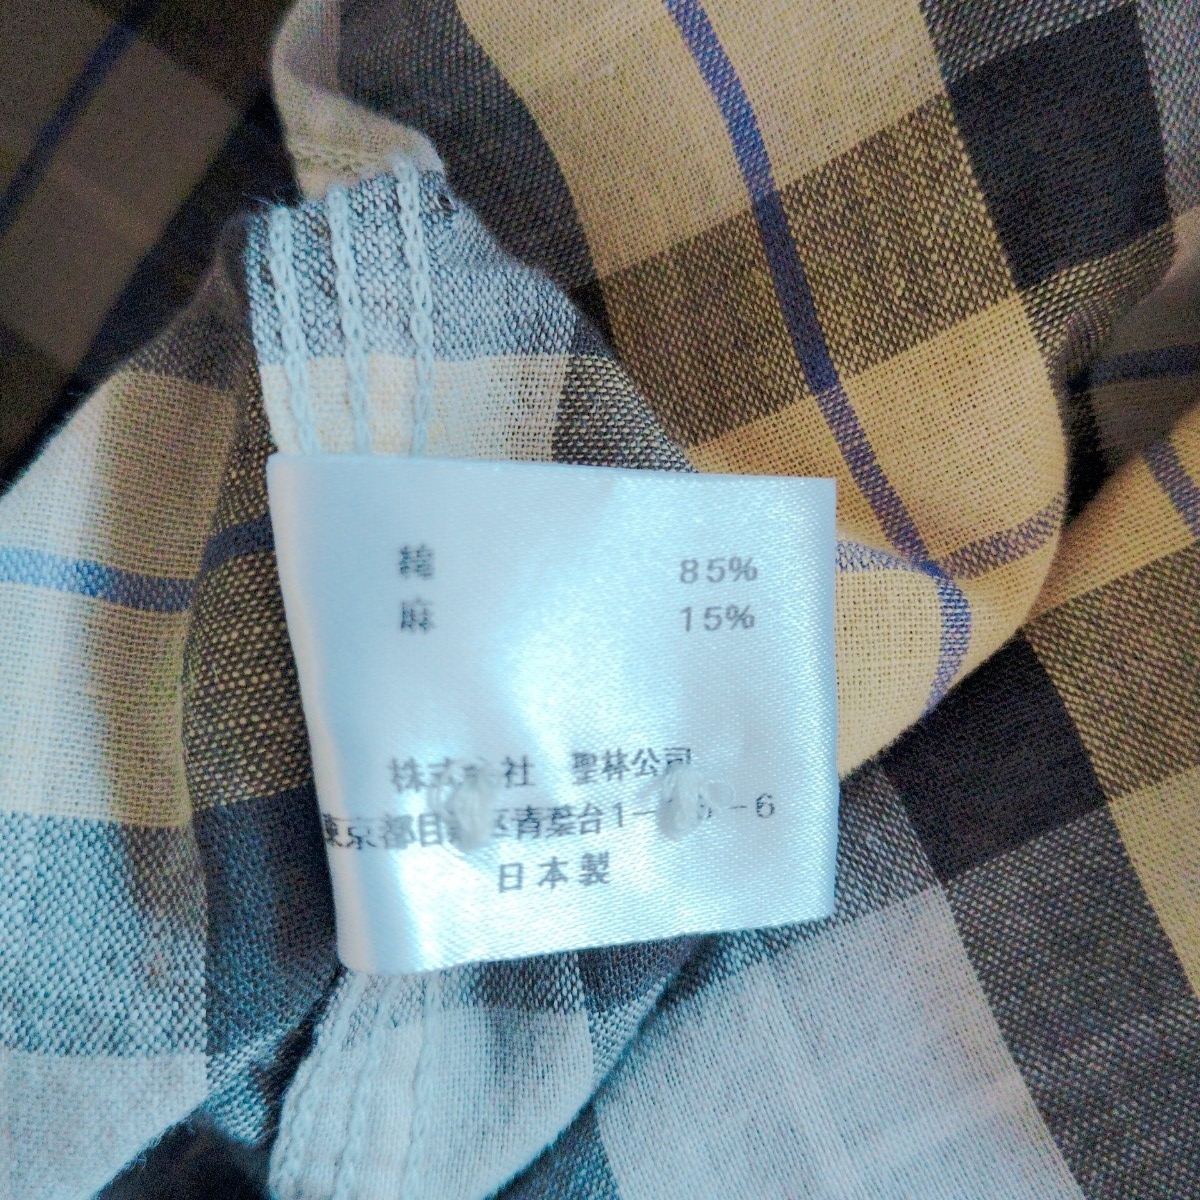 綿 85%
麻 15%
株式会社 聖林公司
東京都目黒区青葉台1- -6
日本製